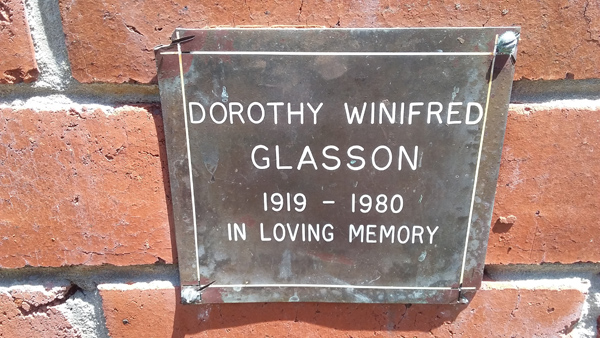 DOROTHY WINIFRED
GLASSON
1919 - 1980
IN LOVING MEMORY